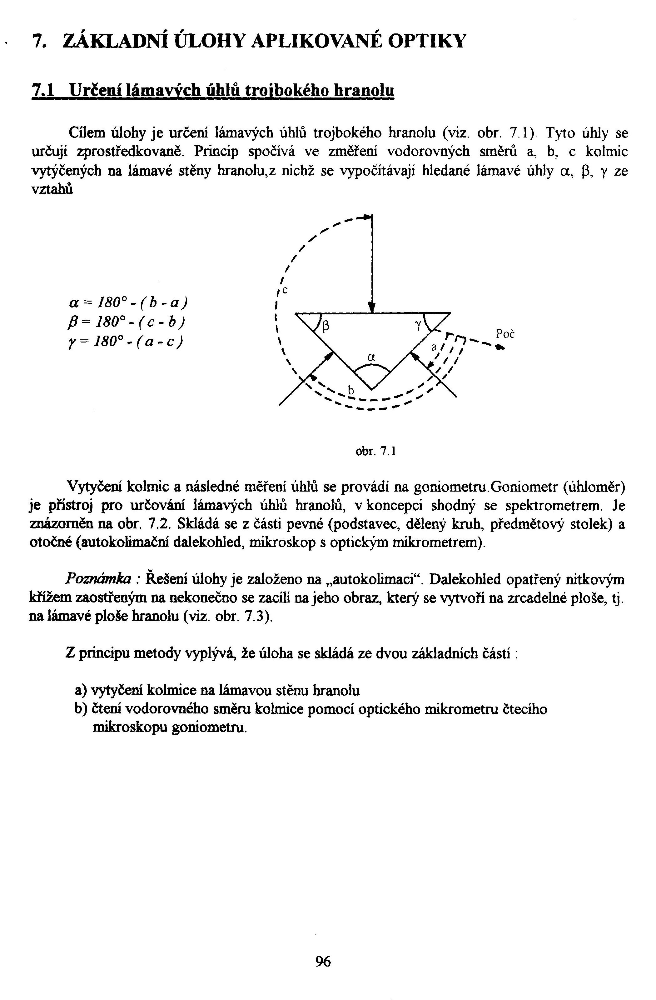 7. ZÁKLADNÍ ÚLOHY APLIKOVANÉ OPTIKY
7.1 Určení lámavých úhlů trojbokého hranolu
Cílem úlohy je určení lámavých úhlů trojbokého hranolu (viz. obr. 7.1). Tyto úhly se
určují zprostředkovaně. Princip spočívá ve změření vodorovných směrů a, b, c kolmic
vytýčených na lámavé stěny hranolu,z nichž se vypočítávají hledané lámavé úhly α, β, γ ze
vztahů
α = 180° - ( b - a )
β = 180° - ( c - b )
γ = 180° - ( a - c )
c
β
γ
Poč
a
α
b
obr. 7.1
Vytyčení kolmic a následné měření úhlů se provádí na goniometru.Goniometr (úhloměr)
je přístroj pro určování lámavých úhlů hranolů, v koncepci shodný se spektrometrem. Je
znázorněn na obr. 7.2. Skládá se z části pevné (podstavec, dělený kruh, předmětový stolek) a
otočné (autokolimační dalekohled, mikroskop s optickým mikrometrem).
Poznámka : Řešení úlohy je založeno na „autokolimaci“. Dalekohled opatřený nitkovým
křížem zaostřeným na nekonečno se zacílí na jeho obraz, který se vytvoří na zrcadelné ploše, tj.
na lámavé ploše hranolu (viz. obr. 7.3).
Z principu metody vyplývá, že úloha se skládá ze dvou základních částí :
a) vytyčení kolmice na lámavou stěnu hranolu
b) čtení vodorovného směru kolmice pomocí optického mikrometru čtecího
mikroskopu goniometru.
96